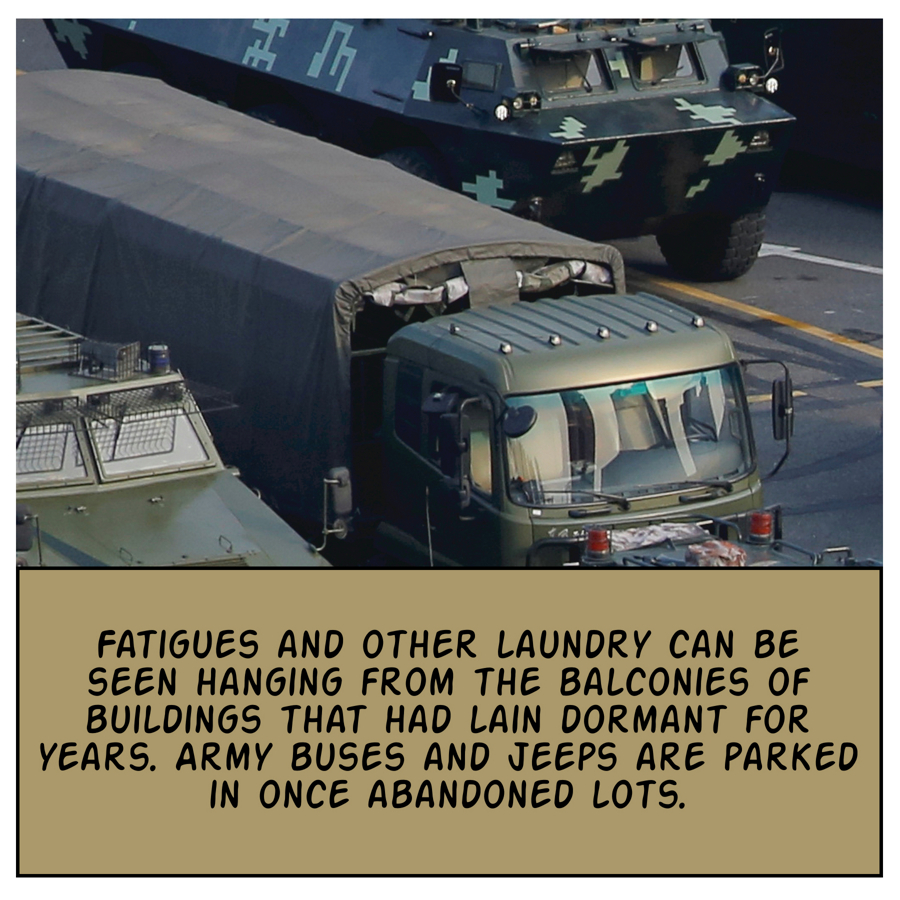 FATIGUES AND OTHER LAUNDRY CAN BE
SEEN HANGING FROM THE BALCONIES OF
BUILDINGS THAT HAD LAIN DORMANT FOR
YEARS. ARMY BUSES AND JEEPS ARE PARKED
IN ONCE ABANDONED LOTS.